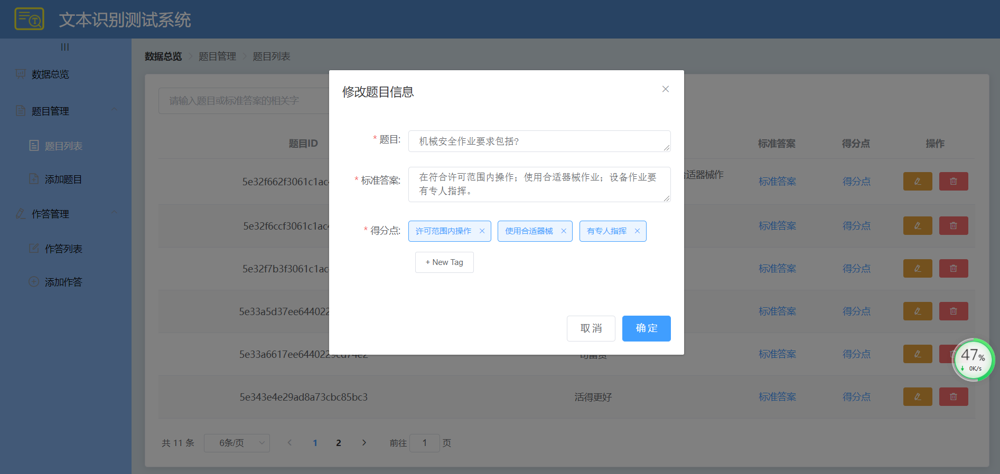 文本识别测试系统
数据总览
题目管理
题目列表
添加题目
作答管理
作答列表
添加作答
数据总览 题目管理 题目列表
请输入题目或标准答案的相关字
题目ID 标准答案 得分点 操作
5e32f662f3061c1ac 合适器械作 标准答案 得分点
5e32f6ccf3061c1ac 标准答案 得分点
5e32f7b3f3061c1ac 标准答案 得分点
5e33a5d37ee644022 标准答案 得分点
5e33a6617ee6440229cd74e2 标准答案 得分点
5e343e4e29ad8a73cbc85bc3 活得更好 标准答案 得分点
共 11 条 6条/页 1 2 前往 1 页
修改题目信息
* 题目: 机械安全作业要求包括?
* 标准答案: 在符合许可范围内操作；使用合适器械作业；设备作业要
有专人指挥。
* 得分点: 许可范围内操作 使用合适器械 有专人指挥
+ New Tag
取消 确定
47%
0K/s